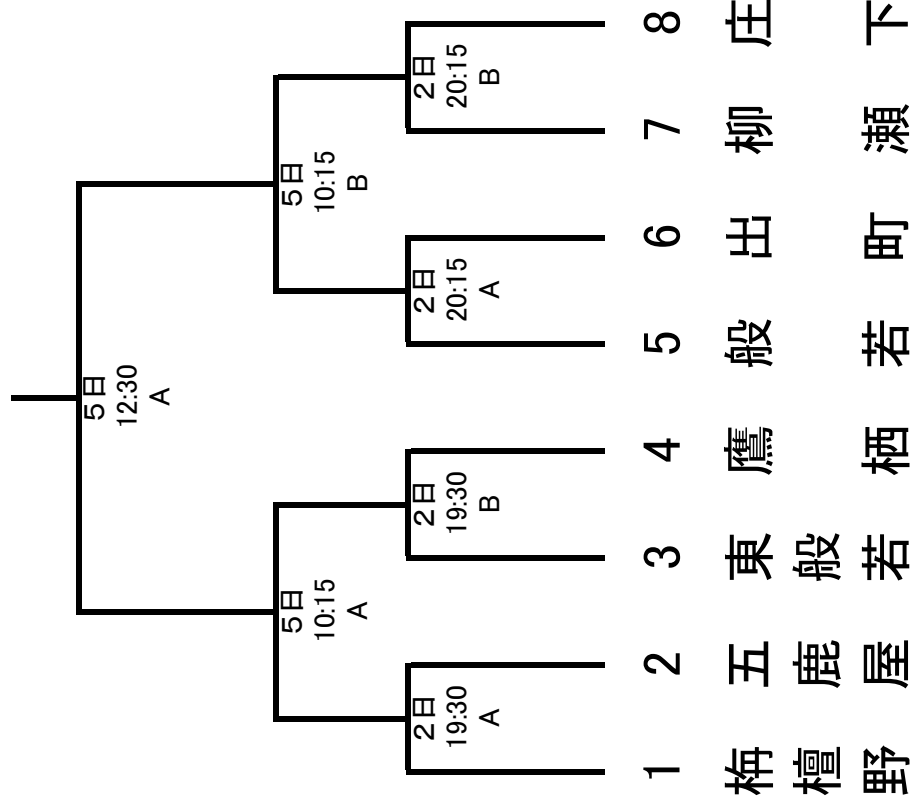 5日
12:30
A
5日
10:15
A
5日
10:15
B
2日
19:30
A
2日
19:30
B
2日
20:15
A
2日
20:15
B
1 栴檀野
2 五鹿屋
3 東般若
4 鷹栖
5 般若
6 出町
7 柳瀬
8 庄下